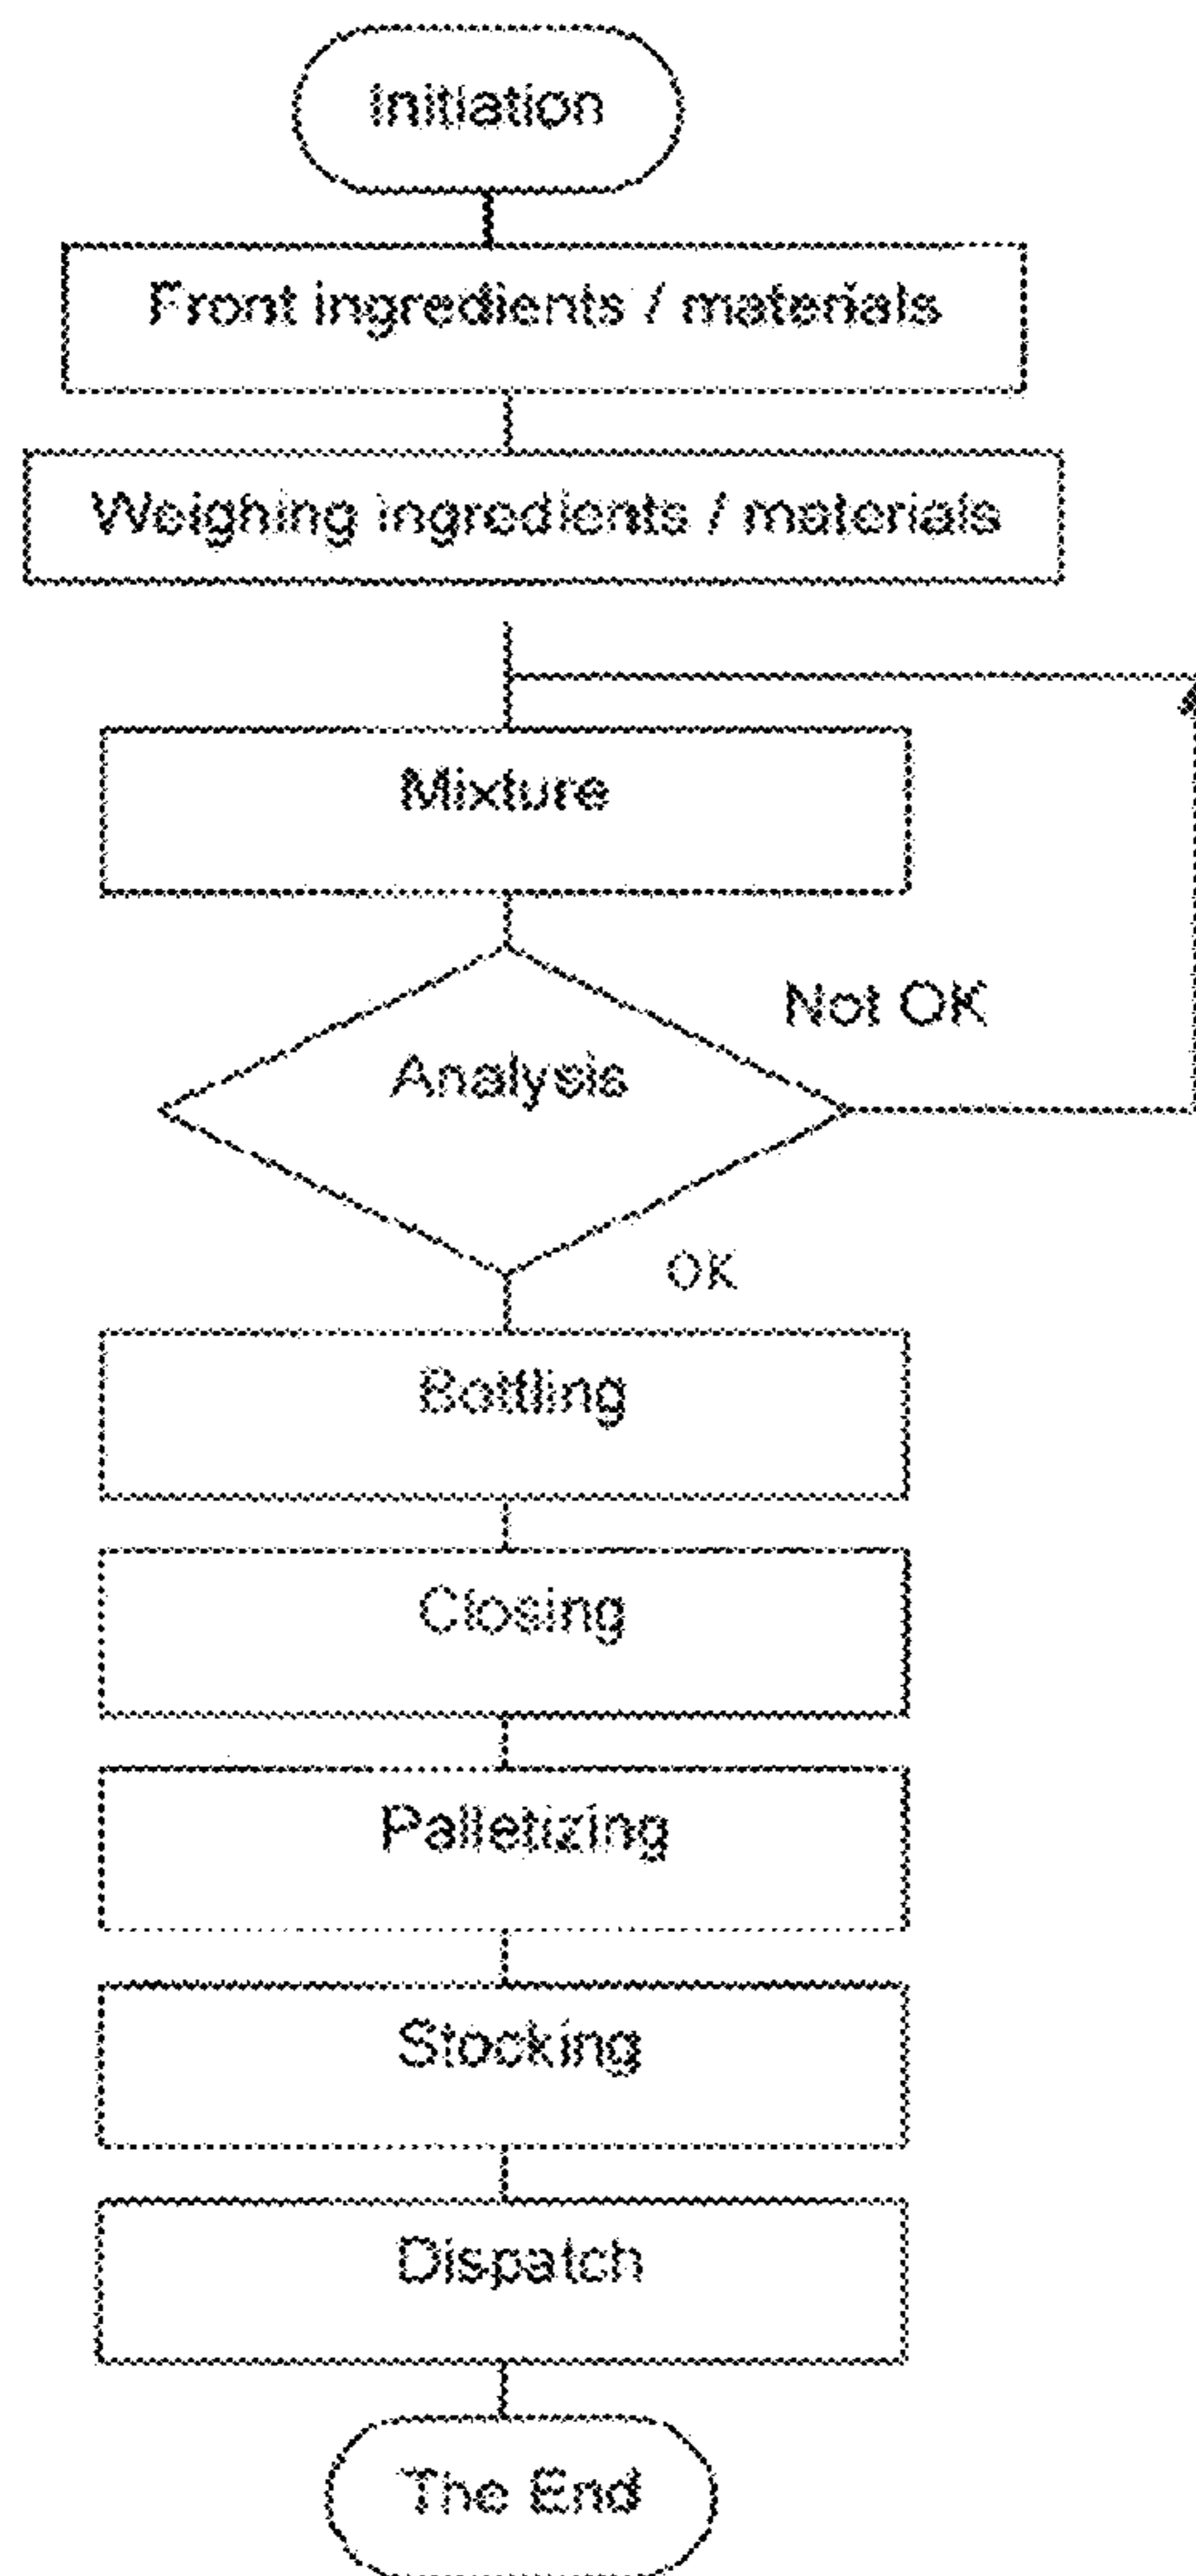 Initiation
Front ingredients / materials
Weighing ingredients / materials
Mixture
Not OK
Analysis
OK
Bottling
Closing
Palletizing
Stocking
Dispatch
The End